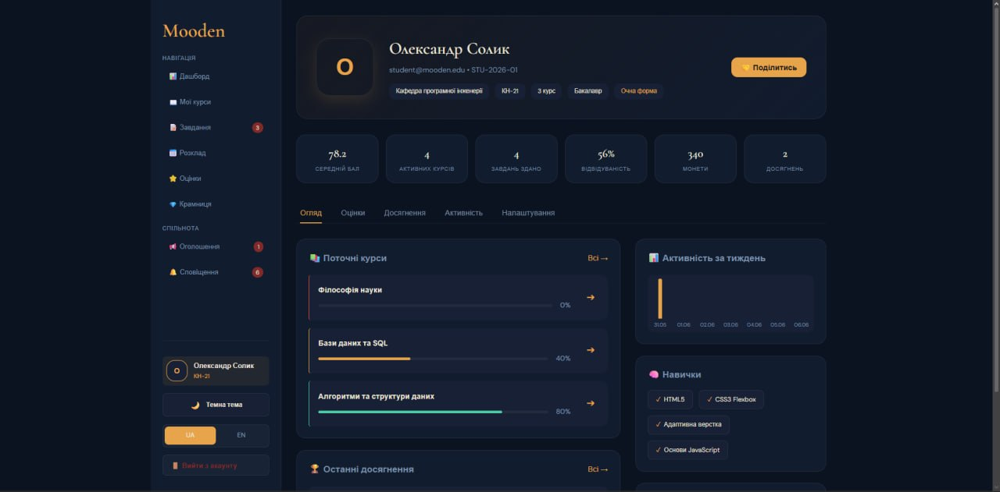 Mooden
НАВІГАЦІЯ
Дашборд
Мої курси
Завдання 3
Розклад
Оцінки
Крамниця
СПІЛЬНОТА
Оголошення 1
Сповіщення 6
О
Олександр Солик
КН-21
Темна тема
UA EN
Вийти з акаунту
О
Олександр Солик
student@mooden.edu • STU-2026-01
Кафедра програмної інженерії КН-21 3 курс Бакалавр Очна форма
Поділитись
78.2
СЕРЕДНІЙ БАЛ
4
АКТИВНИХ КУРСІВ
4
ЗАВДАНЬ ЗДАНО
56%
ВІДВІДУВАНІСТЬ
340
МОНЕТИ
2
ДОСЯГНЕНЬ
Огляд Оцінки Досягнення Активність Налаштування
Поточні курси Всі →
Філософія науки
0% →
Бази даних та SQL
40% →
Алгоритми та структури даних
80% →
Останні досягнення Всі →
Активність за тиждень
31.05 01.06 02.06 03.06 04.06 05.06 06.06
Навички
✓ HTML5 ✓ CSS3 Flexbox
✓ Адаптивна верстка
✓ Основи JavaScript